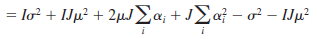 = Iσ² + IJμ² + 2μJ∑ᵢ αᵢ + J∑ᵢ αᵢ² − σ² − IJμ²